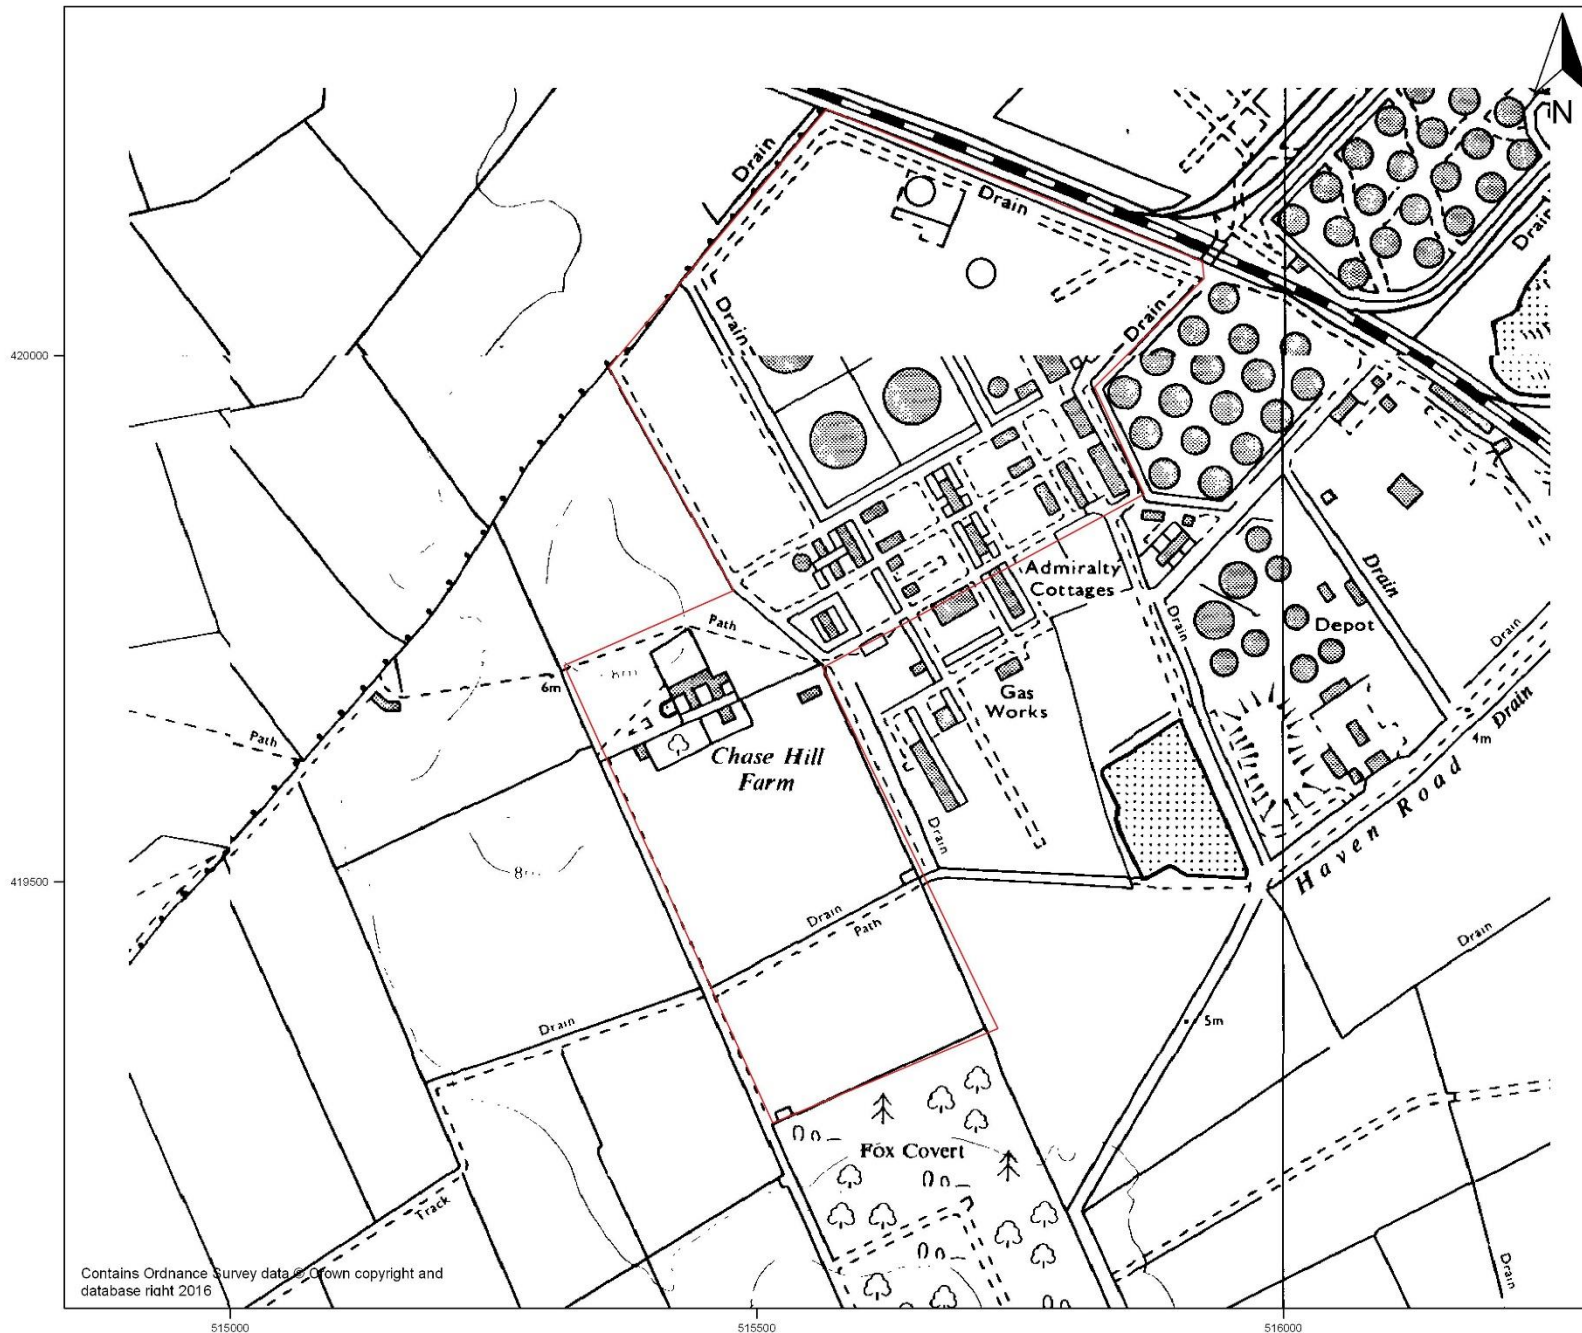 N
Drain
Drain
Drain
Drain
Drain
420000
Admiralty
Cottages
Drain
Path
Drain
Depot
Drain
8m
6m
Gas
Works
Path
Chase Hill
Farm
Drain
4m
Haven Road
Drain
8m
419500
Drain
Path
Drain
Drain
5m
Fox Covert
Track
Drain
Contains Ordnance Survey data © Crown copyright and
database right 2016
515000
515500
516000